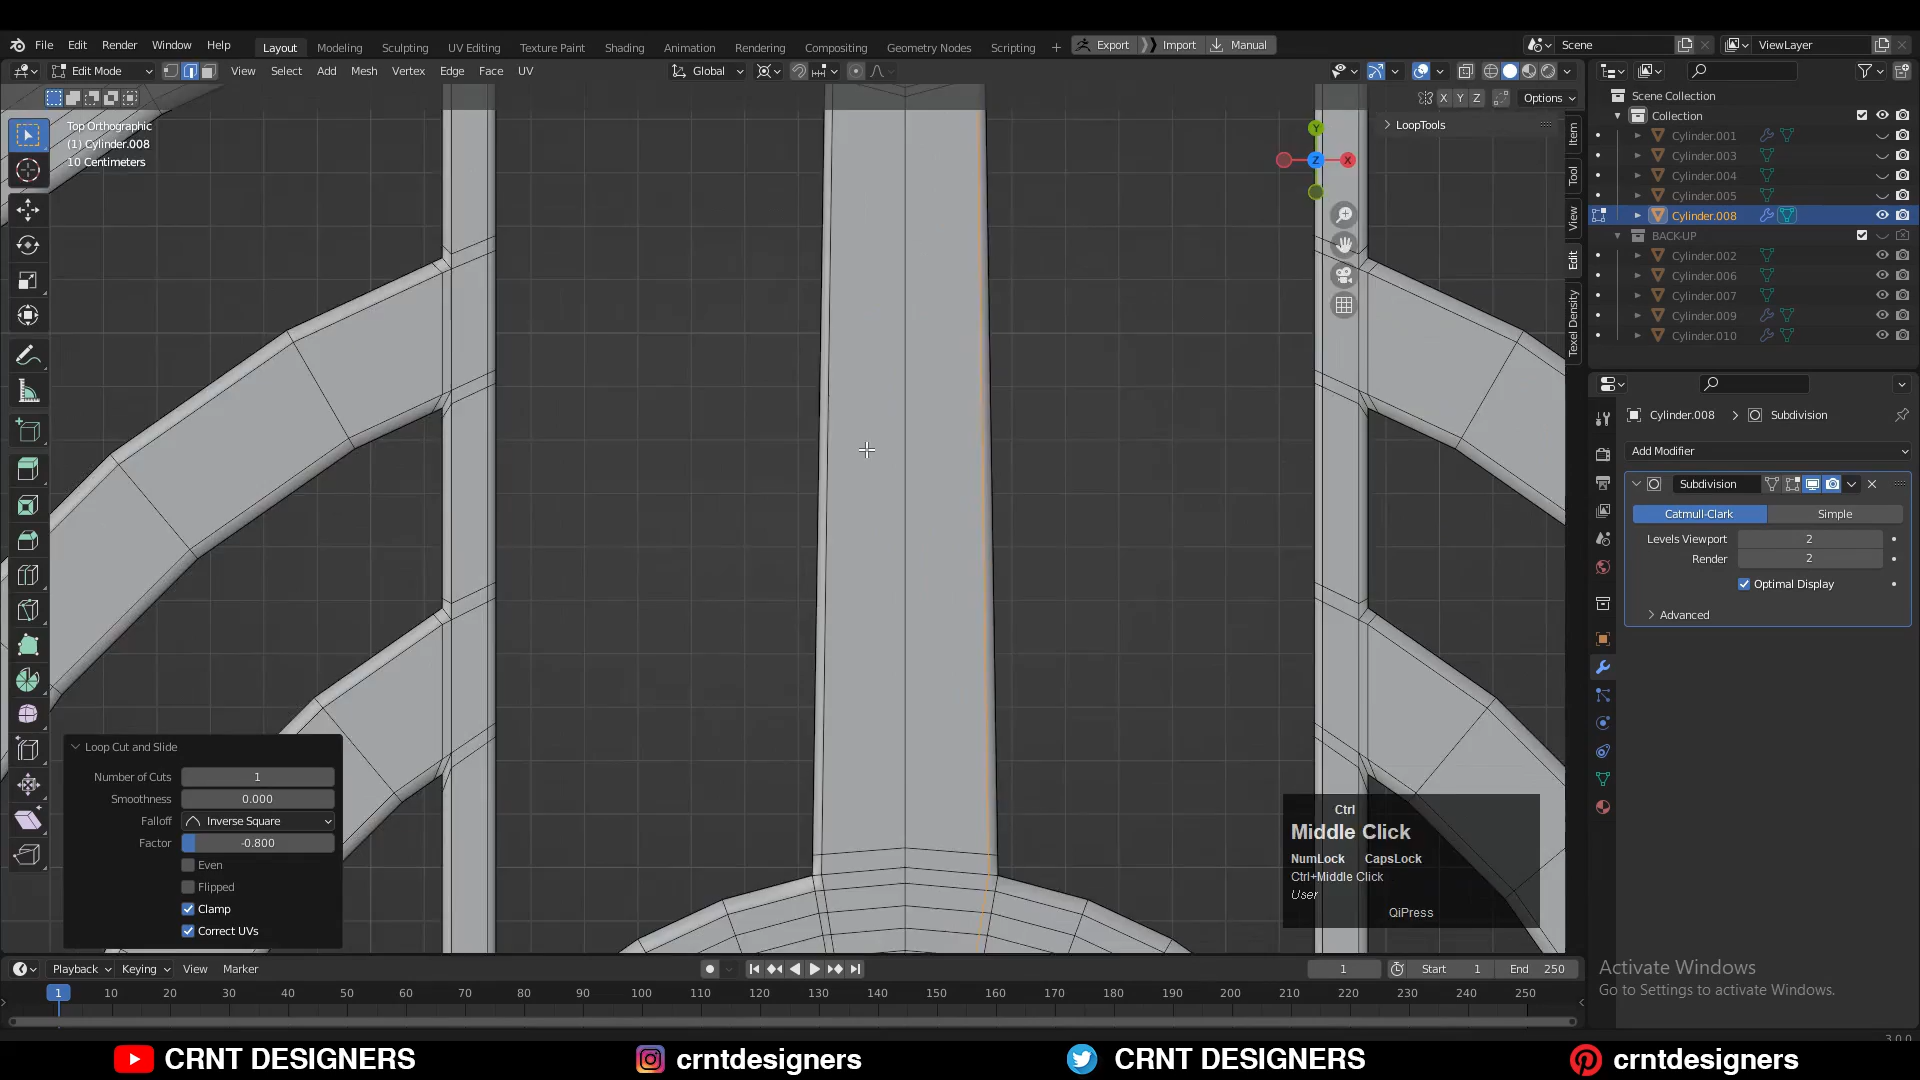 File Edit Render Window Help Layout Modeling Sculpting UV Editing Texture Paint Shading Animation Rendering Compositing Geometry Nodes Scripting + Export Import Manual Scene ViewLayer
Edit Mode View Select Add Mesh Vertex Edge Face UV Global
X Y Z Options
Top Orthographic
(1) Cylinder.008
10 Centimeters
LoopTools
Y
Z X
Item
Tool
View
Edit
Texel Density
Scene Collection
Collection
Cylinder.001
Cylinder.003
Cylinder.004
Cylinder.005
Cylinder.008
BACK-UP
Cylinder.002
Cylinder.006
Cylinder.007
Cylinder.009
Cylinder.010
Cylinder.008 > Subdivision
Add Modifier
Subdivision
Catmull-Clark Simple
Levels Viewport 2
Render 2
Optimal Display
Advanced
Loop Cut and Slide
Number of Cuts 1
Smoothness 0.000
Falloff Inverse Square
Factor -0.800
Even
Flipped
Clamp
Correct UVs
Ctrl
Middle Click
NumLock CapsLock
Ctrl+Middle Click
User
QiPress
Playback Keying View Marker 1 Start 1 End 250
1 10 20 30 40 50 60 70 80 90 100 110 120 130 140 150 160 170 180 190 200 210 220 230 240 250
Activate Windows
Go to Settings to activate Windows.
3.0.0
CRNT DESIGNERS crntdesigners CRNT DESIGNERS crntdesigners